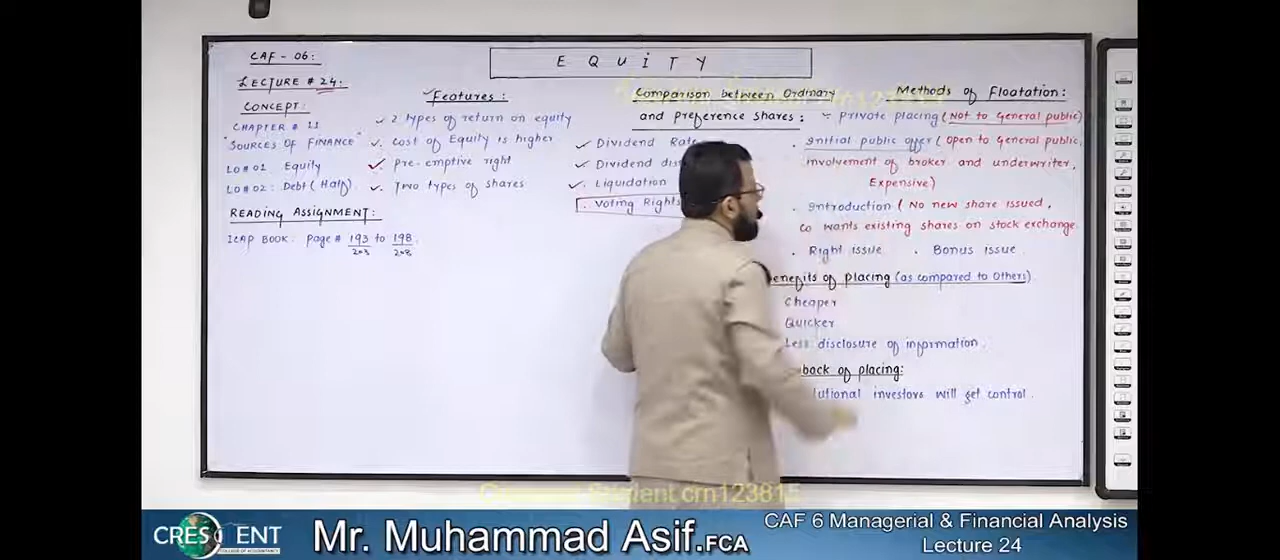 CAF - 06:
LECTURE # 24:
CONCEPT:
CHAPTER # 11
"SOURCES OF FINANCE"
LO # 01 Equity
LO # 02: Debt (Half)
READING ASSIGNMENT:
ICAP BOOK: Page # 193 to 198.
203 208
EQUITY
Features:
2 types of return on equity
Cost of Equity is higher
Pre-emptive right
Two types of shares
Comparison between Ordinary
and preference shares:
Dividend Rate
Dividend
Liquidation
Voting Rights
Methods of Floatation:
Private placing (Not to General public)
Initial public offer (Open to General public,
involvement of broker and underwriter,
Expensive)
Introduction (No new share issued,
co wants existing shares on stock exchange.
Right issue . Bonus issue
enefits of placing (as compared to Others)
Cheaper
Quicker
Less disclosure of information.
back of placing:
utional investors will get control.
CRESCENT
COLLEGE OF ACCOUNTANCY
Mr. Muhammad Asif.FCA
CAF 6 Managerial & Financial Analysis
Lecture 24